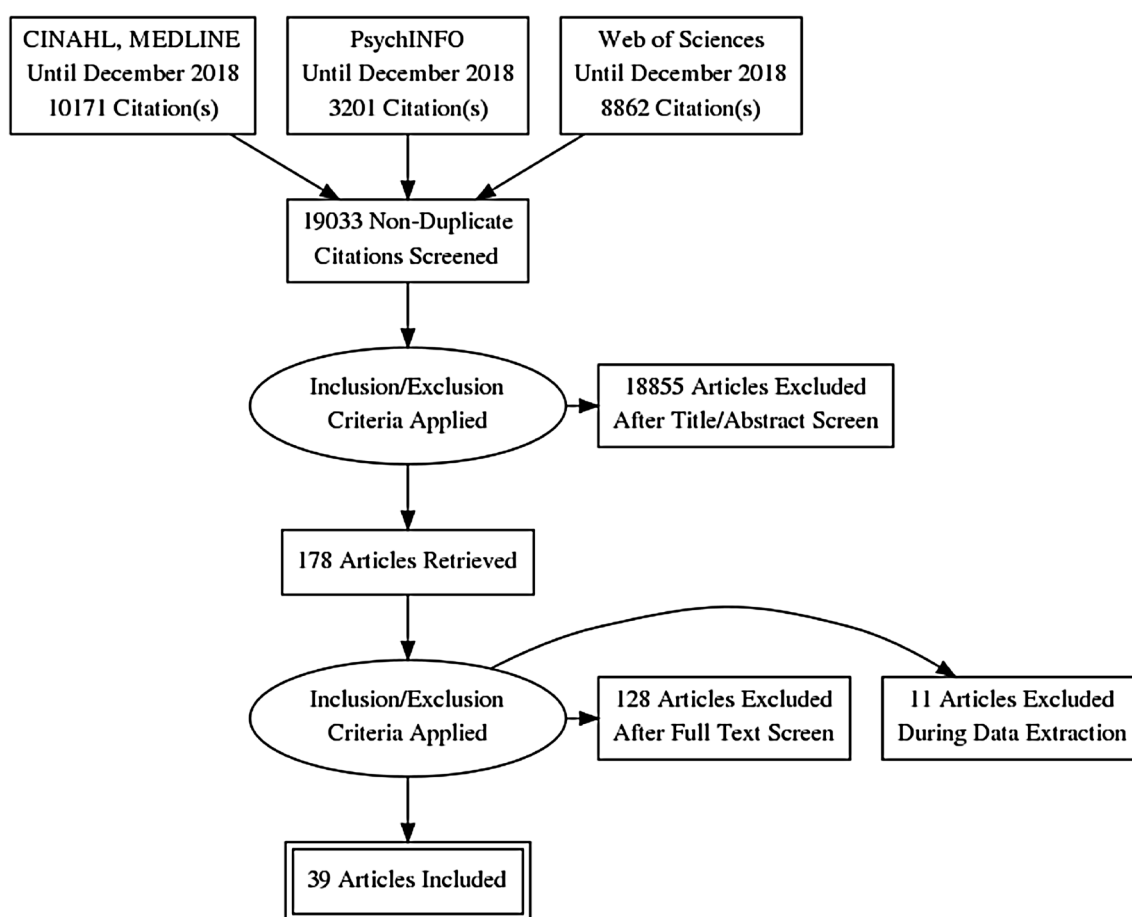 CINAHL, MEDLINE
Until December 2018
10171 Citation(s)
PsychINFO
Until December 2018
3201 Citation(s)
Web of Sciences
Until December 2018
8862 Citation(s)
19033 Non-Duplicate
Citations Screened
Inclusion/Exclusion
Criteria Applied
18855 Articles Excluded
After Title/Abstract Screen
178 Articles Retrieved
Inclusion/Exclusion
Criteria Applied
128 Articles Excluded
After Full Text Screen
11 Articles Excluded
During Data Extraction
39 Articles Included